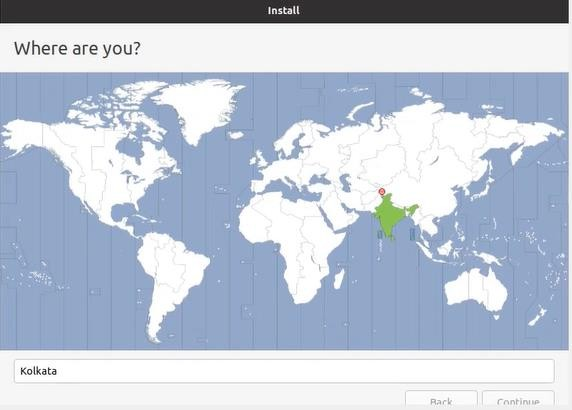 Install
Where are you?
Kolkata
Back
Continue